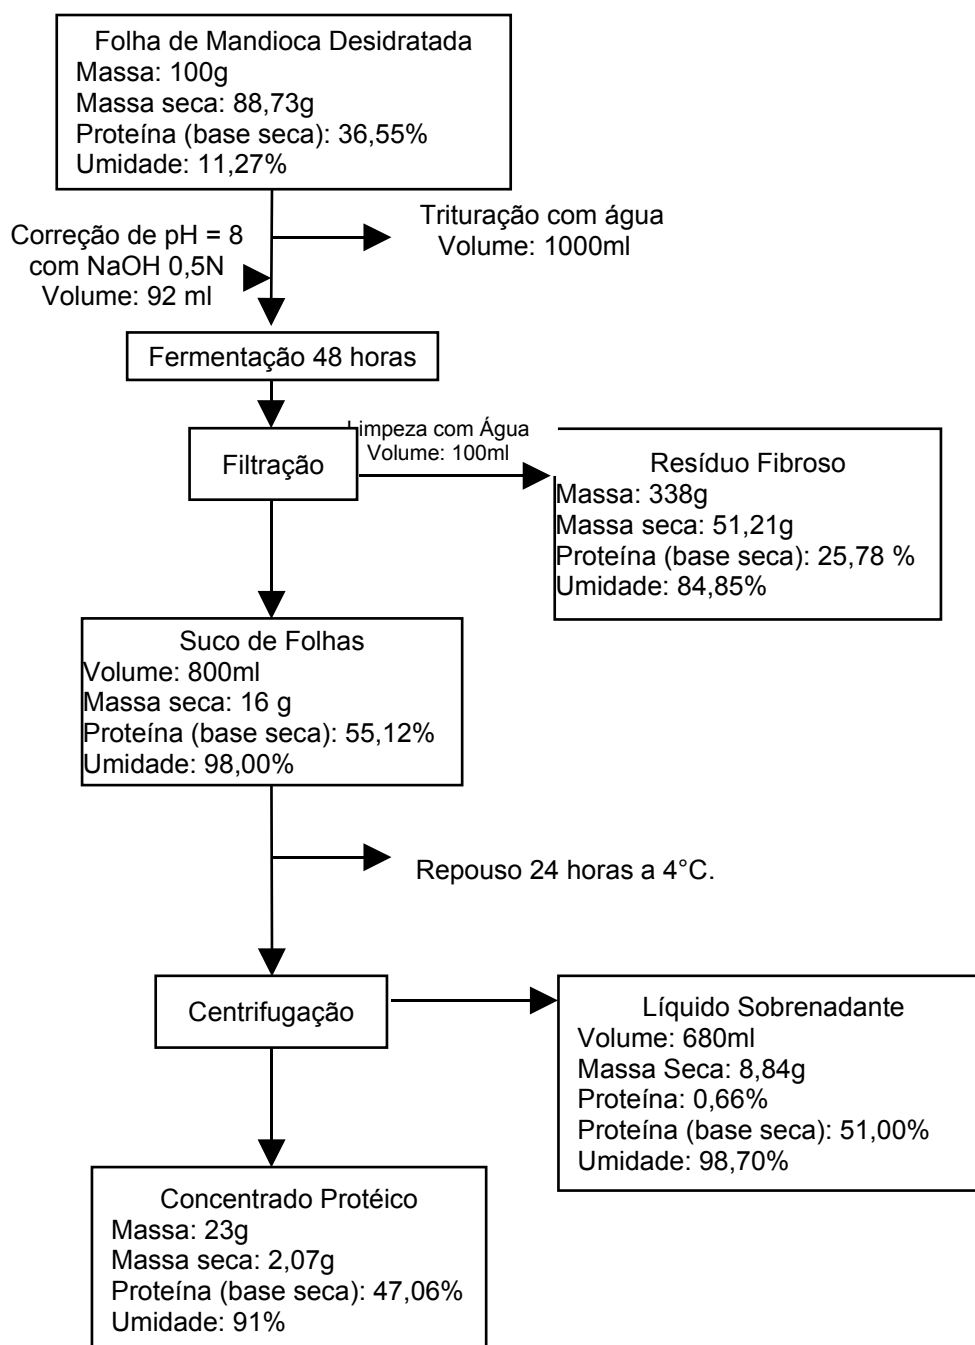 Folha de Mandioca Desidratada
Massa: 100g
Massa seca: 88,73g
Proteína (base seca): 36,55%
Umidade: 11,27%
Trituração com água
Volume: 1000ml
Correção de pH = 8
com NaOH 0,5N
Volume: 92 ml
Fermentação 48 horas
Filtração
Limpeza com Água
Volume: 100ml
Resíduo Fibroso
Massa: 338g
Massa seca: 51,21g
Proteína (base seca): 25,78 %
Umidade: 84,85%
Suco de Folhas
Volume: 800ml
Massa seca: 16 g
Proteína (base seca): 55,12%
Umidade: 98,00%
Repouso 24 horas a 4°C.
Centrifugação
Líquido Sobrenadante
Volume: 680ml
Massa Seca: 8,84g
Proteína: 0,66%
Proteína (base seca): 51,00%
Umidade: 98,70%
Concentrado Protéico
Massa: 23g
Massa seca: 2,07g
Proteína (base seca): 47,06%
Umidade: 91%